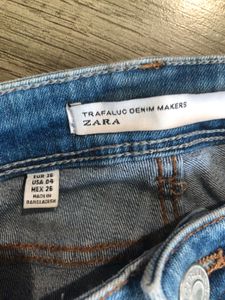 TRAFALUC DENIM MAKERS
ZARA
EUR 36
USA 04
MEX 26
MADE IN
BANGLADESH